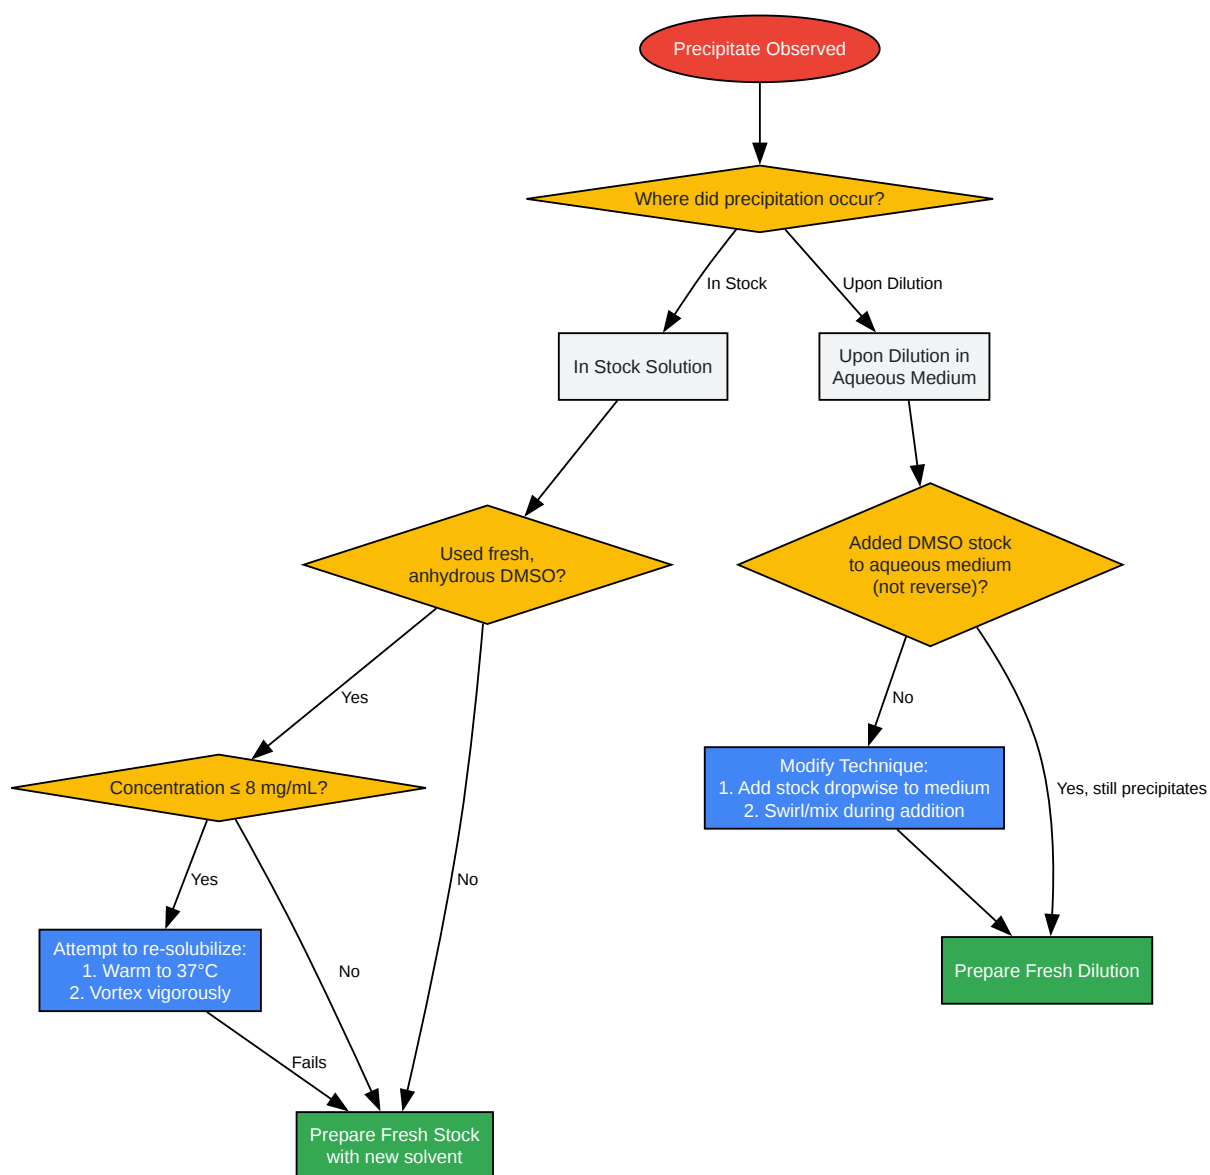 Precipitate Observed
Where did precipitation occur?
In Stock
Upon Dilution
In Stock Solution
Upon Dilution in
Aqueous Medium
Used fresh,
anhydrous DMSO?
Added DMSO stock
to aqueous medium
(not reverse)?
Yes
No
Concentration ≤ 8 mg/mL?
Modify Technique:
1. Add stock dropwise to medium
2. Swirl/mix during addition
Yes, still precipitates
Yes
No
No
Attempt to re-solubilize:
1. Warm to 37°C
2. Vortex vigorously
Prepare Fresh Dilution
Fails
Prepare Fresh Stock
with new solvent